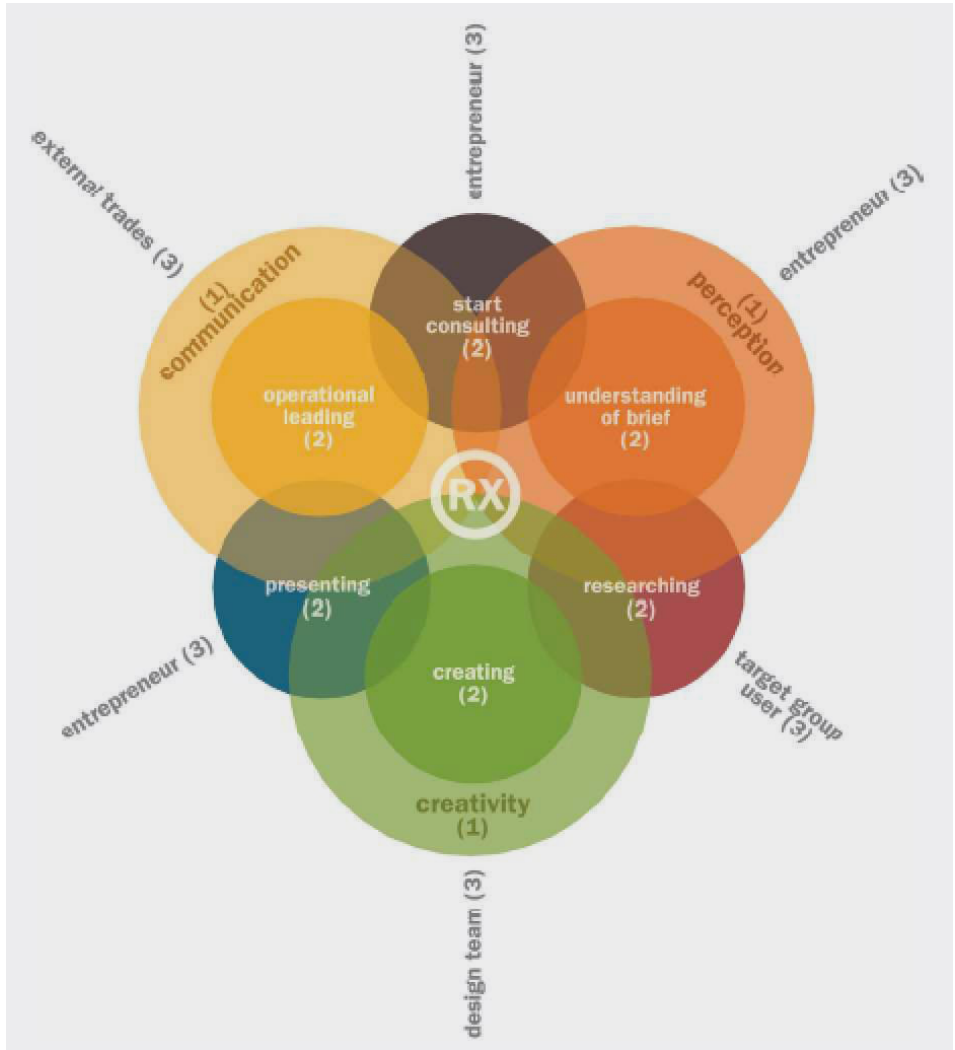 entrepreneur (3)
external trades (3)
entrepreneur (3)
(1)
communication
(1)
perception
start
consulting
(2)
operational
leading
(2)
understanding
of brief
(2)
RX
presenting
(2)
researching
(2)
entrepreneur (3)
target group
user (3)
creating
(2)
creativity
(1)
design team (3)